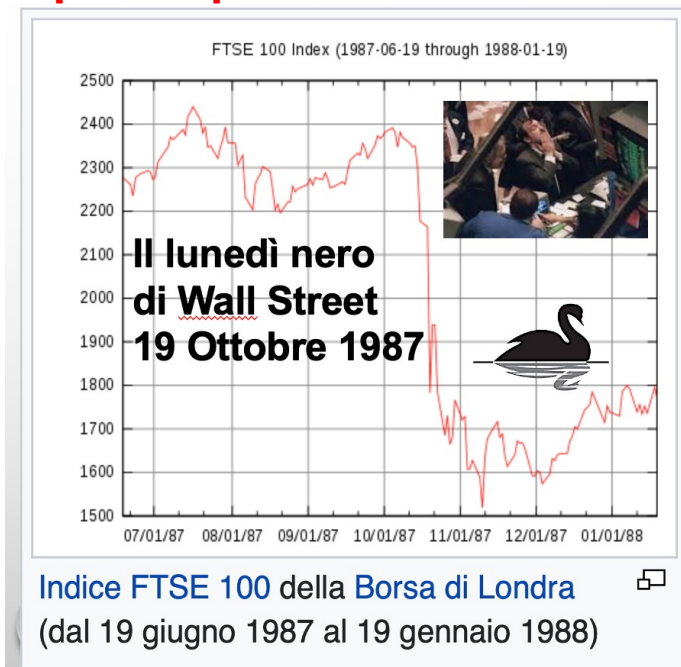 FTSE 100 Index (1987-06-19 through 1988-01-19)
2500
2400
2300
2200
2100
2000
1900
1800
1700
1600
1500
Il lunedì nero
di Wall Street
19 Ottobre 1987
07/01/87 08/01/87 09/01/87 10/01/87 11/01/87 12/01/87 01/01/88
Indice FTSE 100 della Borsa di Londra
(dal 19 giugno 1987 al 19 gennaio 1988)